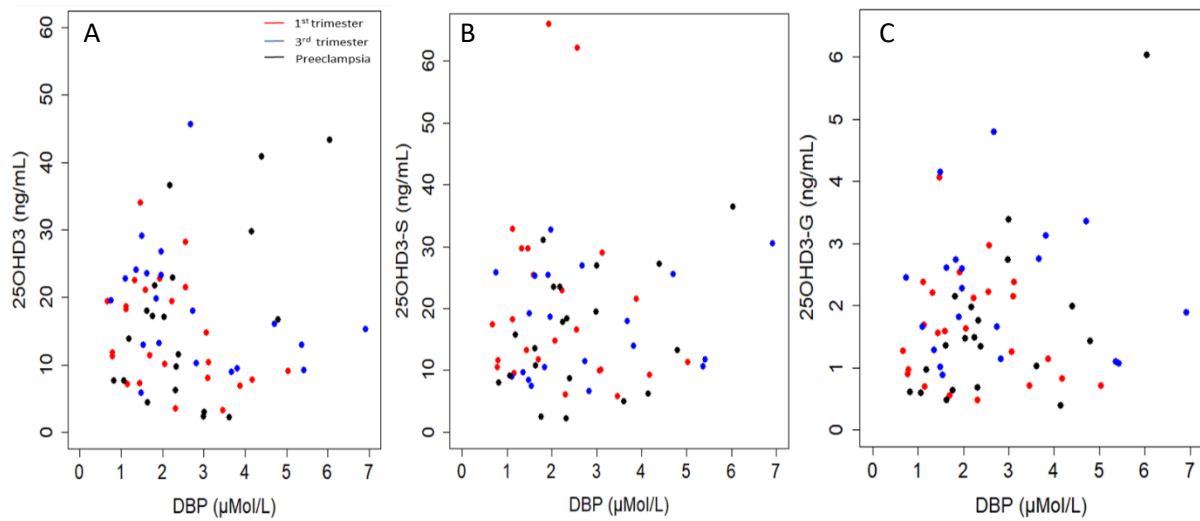 A
1st trimester
3rd trimester
Preeclampsia
25OHD3 (ng/mL)
0 10 20 30 40 50 60
0 1 2 3 4 5 6 7
DBP (µMol/L)
B
25OHD3-S (ng/mL)
0 10 20 30 40 50 60
0 1 2 3 4 5 6 7
DBP (µMol/L)
C
25OHD3-G (ng/mL)
0 1 2 3 4 5 6
0 1 2 3 4 5 6 7
DBP (µMol/L)